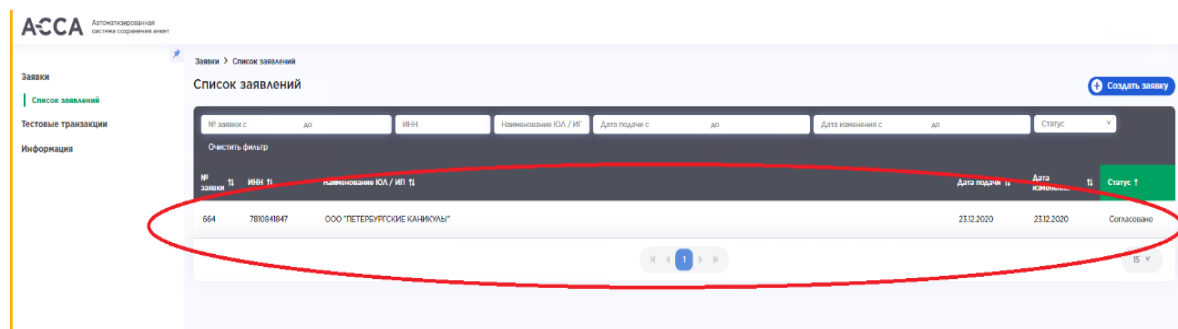 АССА Автоматизированная
система сохранения анкет
Заявки > Список заявлений
Заявки
Список заявлений
Создать заявку
Список заявлений
Тестовые транзакции
№ заявки с до ИНН Наименование ЮЛ / ИГ Дата подачи с до Дата изменения с до Статус
Информация
Очистить фильтр
№ заявки ИНН Наименование ЮЛ / ИП Дата подачи Дата изменения Статус
664 7810841847 ООО "ПЕТЕРБУРГСКИЕ КАНИКУЛЫ" 23.12.2020 23.12.2020 Согласовано
1
15